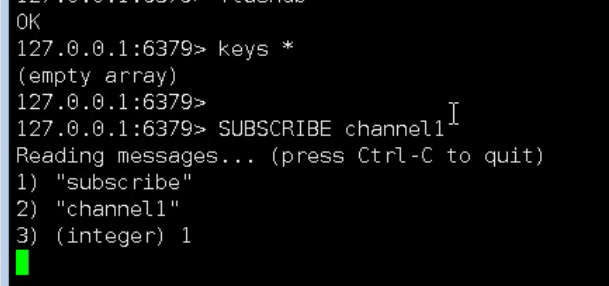 OK
127.0.0.1:6379> keys *
(empty array)
127.0.0.1:6379>
127.0.0.1:6379> SUBSCRIBE channel1
Reading messages... (press Ctrl-C to quit)
1) "subscribe"
2) "channel1"
3) (integer) 1